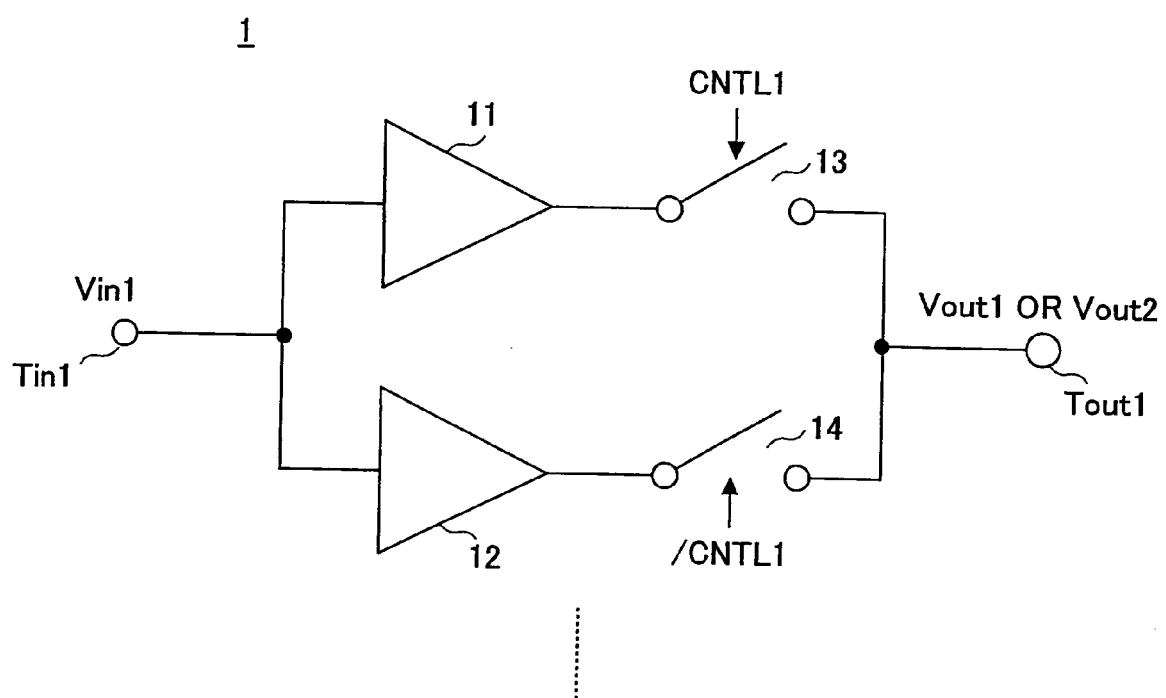 1
CNTL1
11
13
Vin1
Vout1 OR Vout2
Tin1
Tout1
14
12
/CNTL1